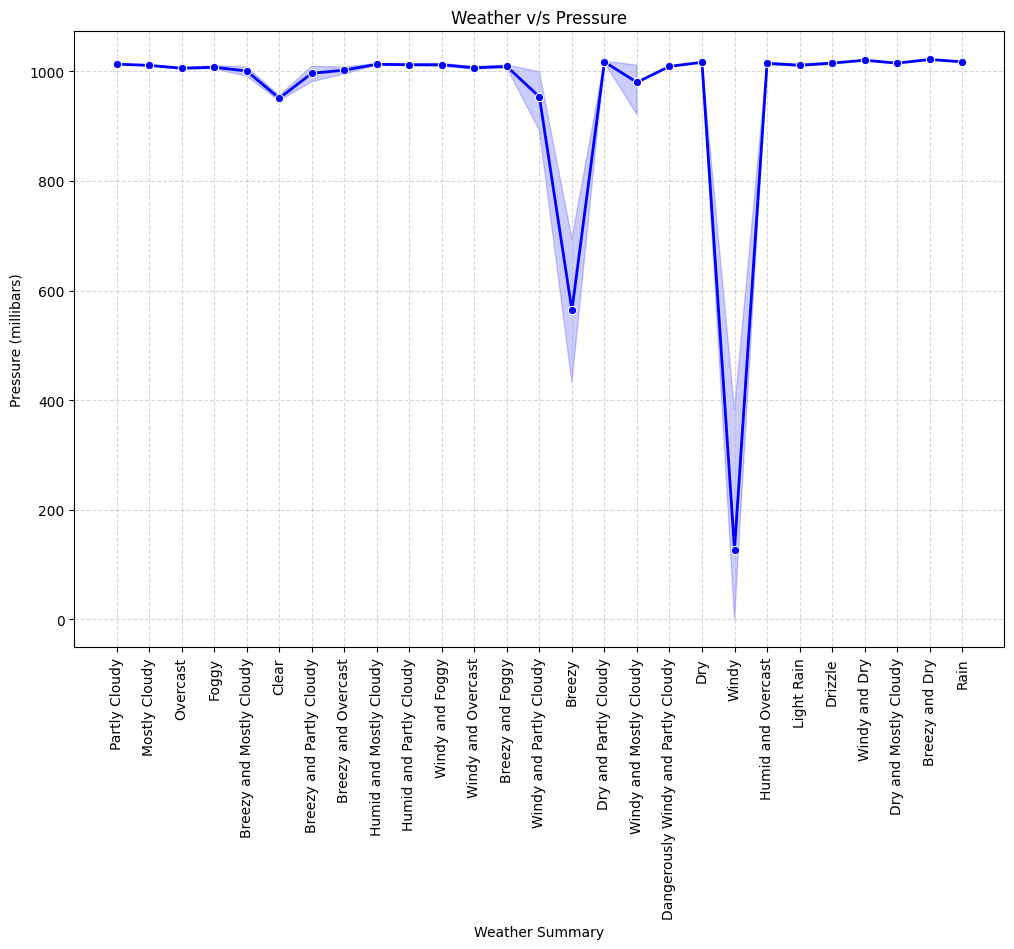 Weather v/s Pressure
Pressure (millibars)
1000
800
600
400
200
0
Partly Cloudy
Mostly Cloudy
Overcast
Foggy
Breezy and Mostly Cloudy
Clear
Breezy and Partly Cloudy
Breezy and Overcast
Humid and Mostly Cloudy
Humid and Partly Cloudy
Windy and Foggy
Windy and Overcast
Breezy and Foggy
Windy and Partly Cloudy
Breezy
Dry and Partly Cloudy
Windy and Mostly Cloudy
Dangerously Windy and Partly Cloudy
Dry
Windy
Humid and Overcast
Light Rain
Drizzle
Windy and Dry
Dry and Mostly Cloudy
Breezy and Dry
Rain
Weather Summary